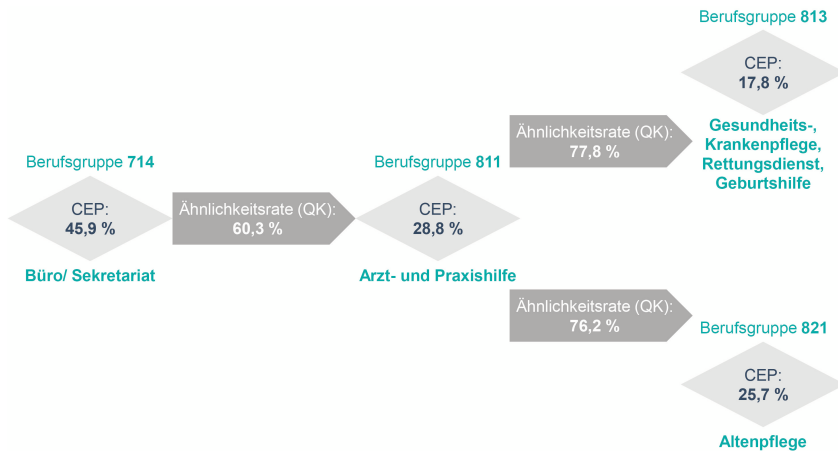 Berufsgruppe 714
CEP:
45,9 %
Büro/ Sekretariat
Ähnlichkeitsrate (QK):
60,3 %
Berufsgruppe 811
CEP:
28,8 %
Arzt- und Praxishilfe
Ähnlichkeitsrate (QK):
77,8 %
Berufsgruppe 813
CEP:
17,8 %
Gesundheits-,
Krankenpflege,
Rettungsdienst,
Geburtshilfe
Ähnlichkeitsrate (QK):
76,2 %
Berufsgruppe 821
CEP:
25,7 %
Altenpflege